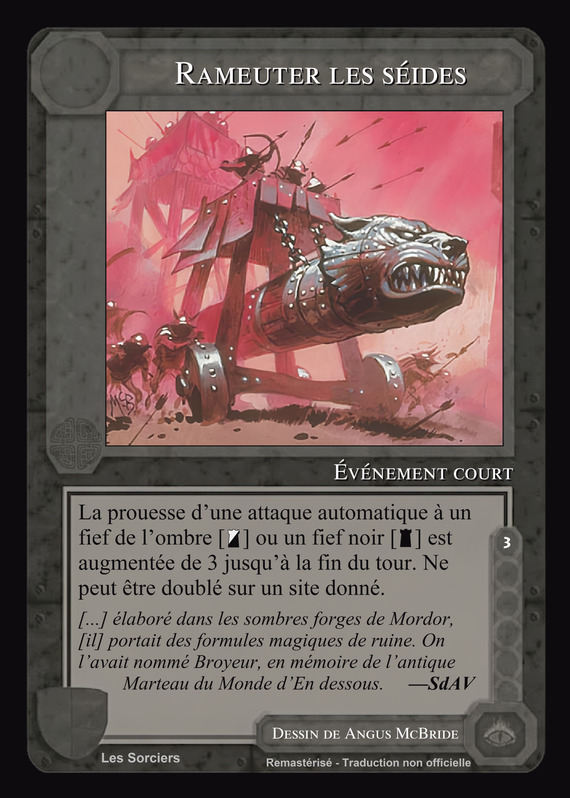 Rameuter les séides
McB
Événement court
La prouesse d'une attaque automatique à un
fief de l'ombre [ ] ou un fief noir [ ] est
augmentée de 3 jusqu'à la fin du tour. Ne
peut être doublé sur un site donné.
3
[...] élaboré dans les sombres forges de Mordor,
[il] portait des formules magiques de ruine. On
l'avait nommé Broyeur, en mémoire de l'antique
Marteau du Monde d'En dessous. —SdAV
Dessin de Angus McBride
Les Sorciers
Remastérisé - Traduction non officielle